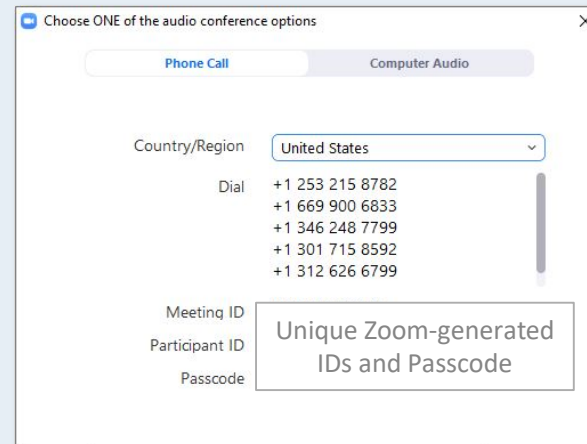 Choose ONE of the audio conference options
Phone Call
Computer Audio
Country/Region United States
Dial +1 253 215 8782
+1 669 900 6833
+1 346 248 7799
+1 301 715 8592
+1 312 626 6799
Meeting ID
Participant ID
Passcode
Unique Zoom-generated
IDs and Passcode